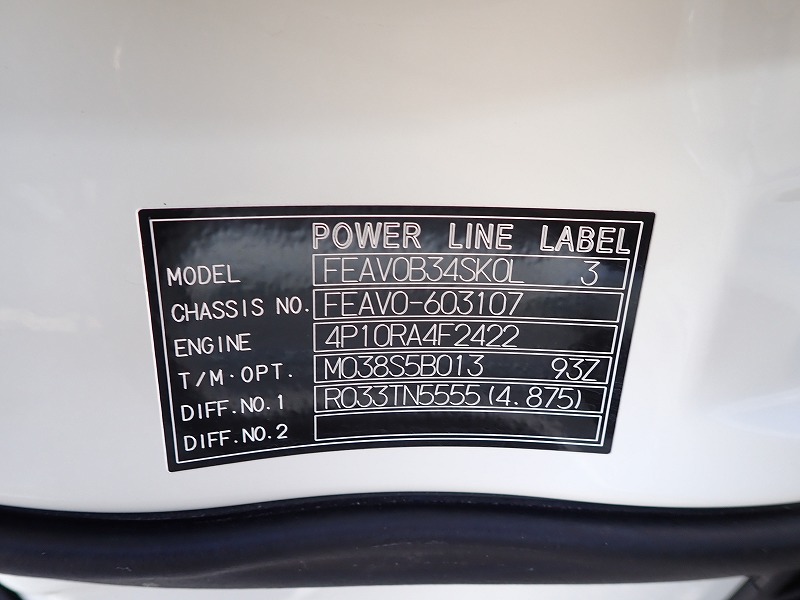 POWER LINE LABEL
MODEL FEAV0B34SK0L 3
CHASSIS NO. FEAV0-603107
ENGINE 4P10RA4F2422
T/M·OPT. M038S5B013 93Z
DIFF.NO.1 R033TN5555(4.875)
DIFF.NO.2